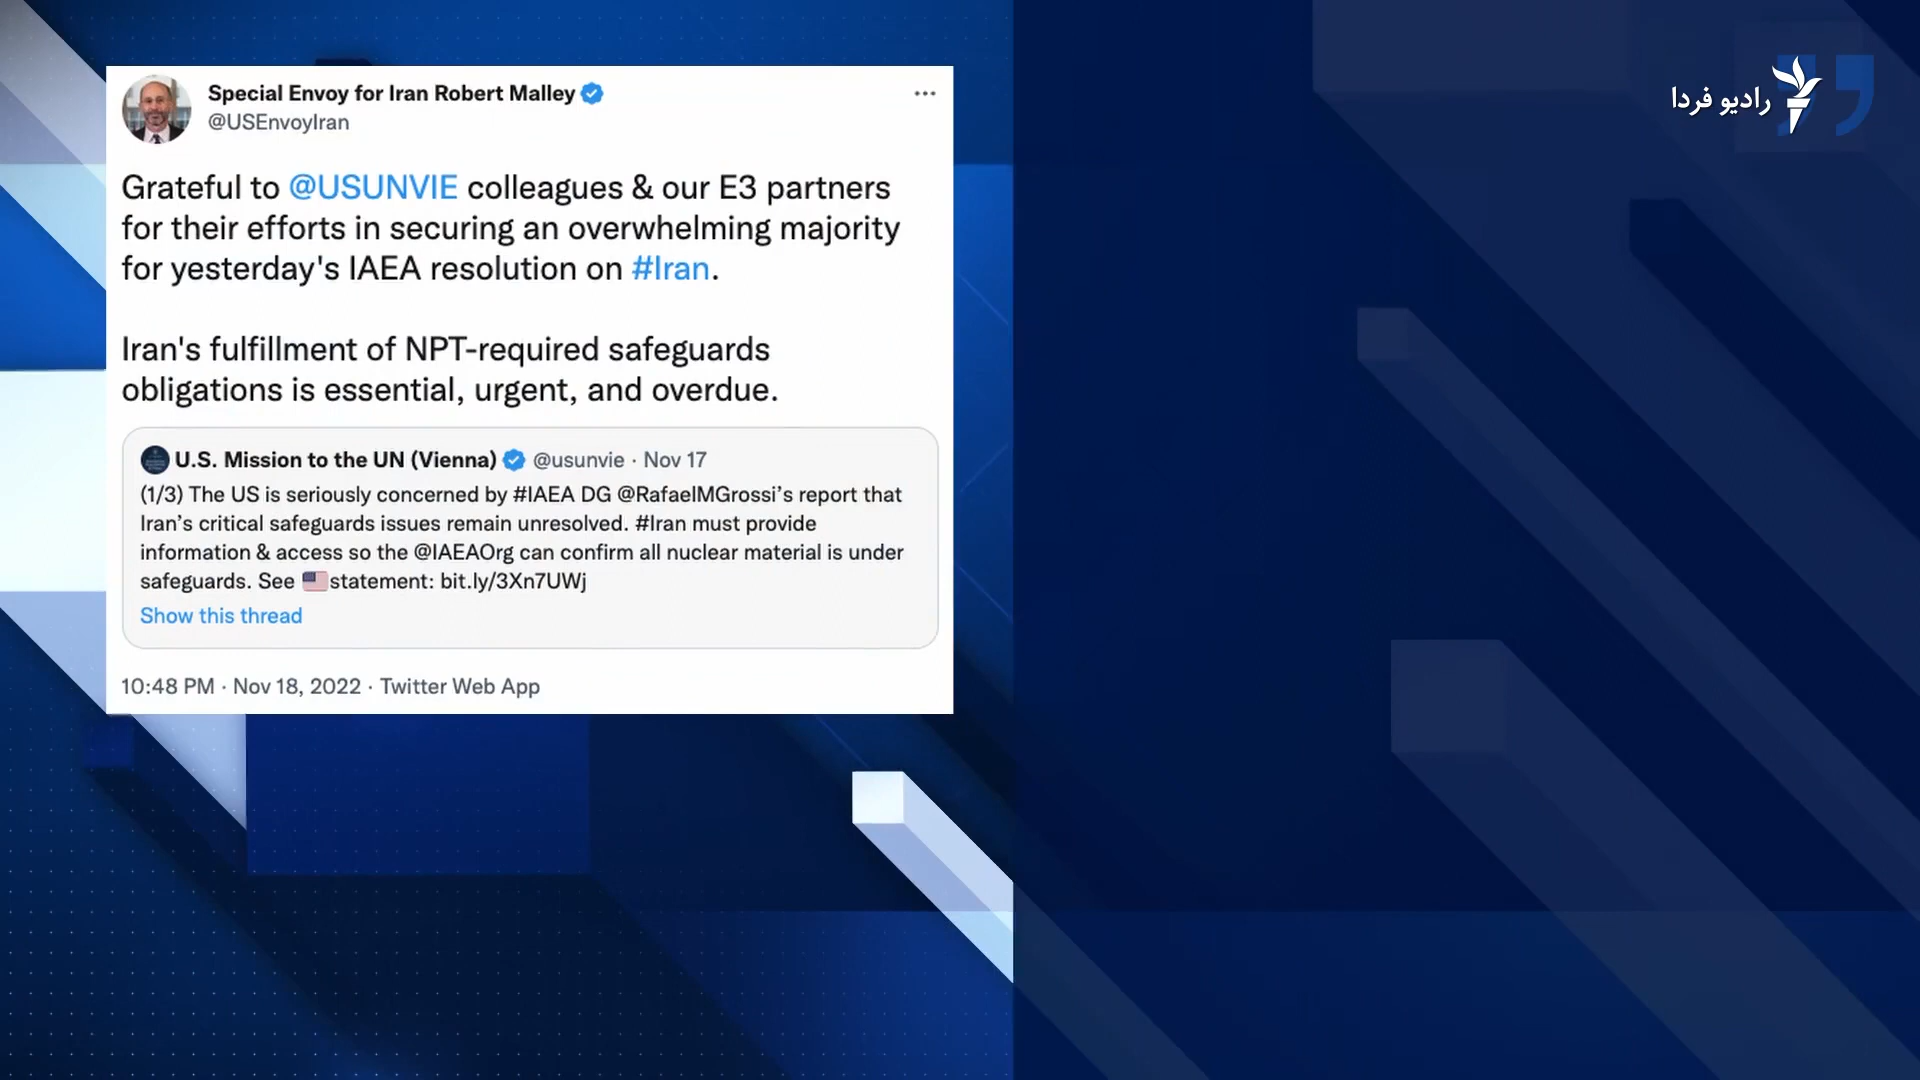 Special Envoy for Iran Robert Malley
@USEnvoyIran
Grateful to @USUNVIE colleagues & our E3 partners
for their efforts in securing an overwhelming majority
for yesterday's IAEA resolution on #Iran.
Iran's fulfillment of NPT-required safeguards
obligations is essential, urgent, and overdue.
U.S. Mission to the UN (Vienna) @usunvie · Nov 17
(1/3) The US is seriously concerned by #IAEA DG @RafaelMGrossi’s report that
Iran’s critical safeguards issues remain unresolved. #Iran must provide
information & access so the @IAEAOrg can confirm all nuclear material is under
safeguards. See 🇺🇸statement: bit.ly/3Xn7UWj
Show this thread
10:48 PM · Nov 18, 2022 · Twitter Web App
رادیو فردا